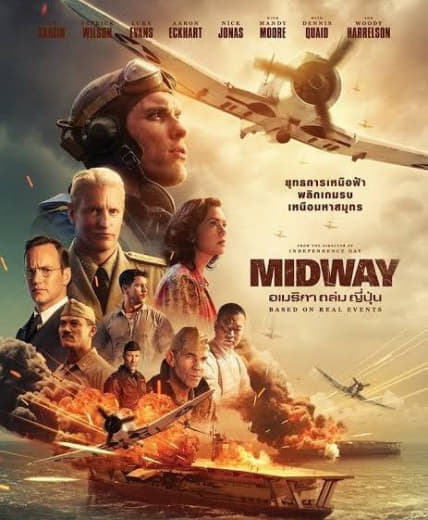 ED SKREIN PATRICK WILSON LUKE EVANS AARON ECKHART NICK JONAS WITH MANDY MOORE WITH DENNIS QUAID AND WOODY HARRELSON
ยุทธการเหนือฟ้า
พลิกเกมรบ
เหนือมหาสมุทร
FROM THE DIRECTOR OF
INDEPENDENCE DAY
MIDWAY
อเมริกา ถล่ม ญี่ปุ่น
BASED ON REAL EVENTS